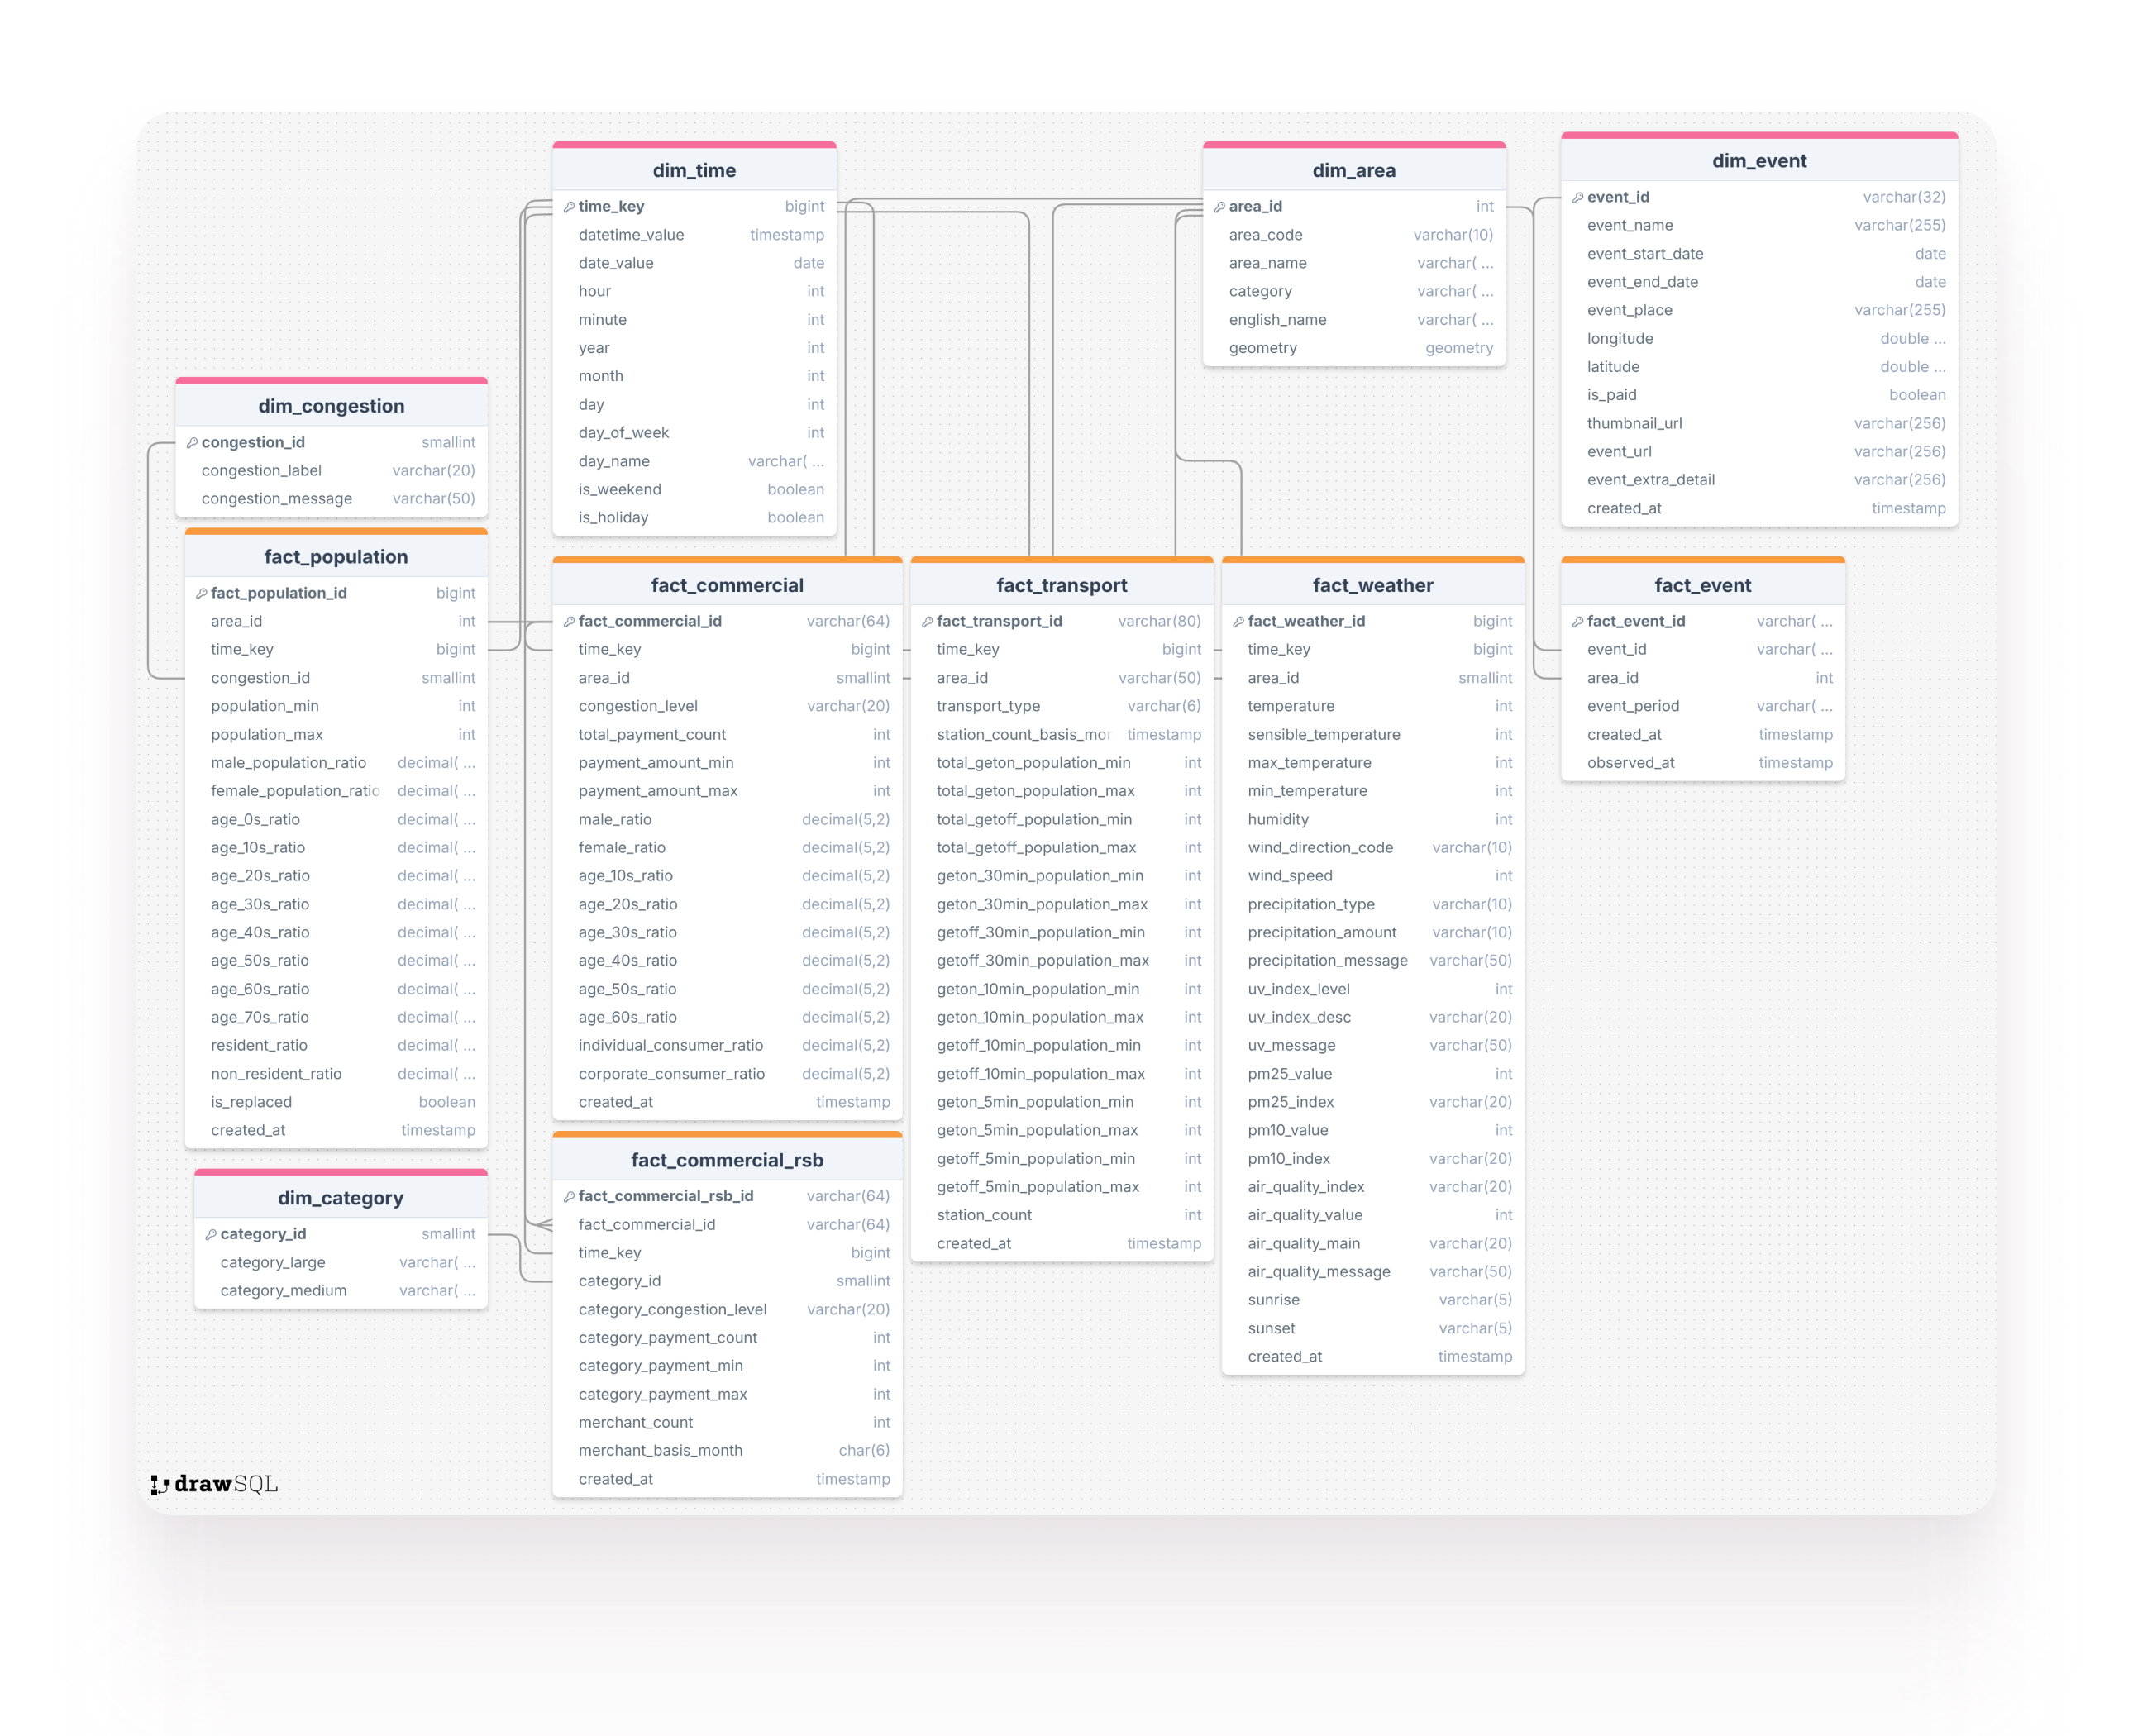 dim_time
time_key bigint
datetime_value timestamp
date_value date
hour int
minute int
year int
month int
day int
day_of_week int
day_name varchar( ...
is_weekend boolean
is_holiday boolean
dim_area
area_id int
area_code varchar(10)
area_name varchar( ...
category varchar( ...
english_name varchar( ...
geometry geometry
dim_event
event_id varchar(32)
event_name varchar(255)
event_start_date date
event_end_date date
event_place varchar(255)
longitude double ...
latitude double ...
is_paid boolean
thumbnail_url varchar(256)
event_url varchar(256)
event_extra_detail varchar(256)
created_at timestamp
dim_congestion
congestion_id smallint
congestion_label varchar(20)
congestion_message varchar(50)
fact_population
fact_population_id bigint
area_id int
time_key bigint
congestion_id smallint
population_min int
population_max int
male_population_ratio decimal( ...
female_population_ratio decimal( ...
age_0s_ratio decimal( ...
age_10s_ratio decimal( ...
age_20s_ratio decimal( ...
age_30s_ratio decimal( ...
age_40s_ratio decimal( ...
age_50s_ratio decimal( ...
age_60s_ratio decimal( ...
age_70s_ratio decimal( ...
resident_ratio decimal( ...
non_resident_ratio decimal( ...
is_replaced boolean
created_at timestamp
fact_commercial
fact_commercial_id varchar(64)
time_key bigint
area_id smallint
congestion_level varchar(20)
total_payment_count int
payment_amount_min int
payment_amount_max int
male_ratio decimal(5,2)
female_ratio decimal(5,2)
age_10s_ratio decimal(5,2)
age_20s_ratio decimal(5,2)
age_30s_ratio decimal(5,2)
age_40s_ratio decimal(5,2)
age_50s_ratio decimal(5,2)
age_60s_ratio decimal(5,2)
individual_consumer_ratio decimal(5,2)
corporate_consumer_ratio decimal(5,2)
created_at timestamp
fact_transport
fact_transport_id varchar(80)
time_key bigint
area_id varchar(50)
transport_type varchar(6)
station_count_basis_mor timestamp
total_geton_population_min int
total_geton_population_max int
total_getoff_population_min int
total_getoff_population_max int
geton_30min_population_min int
geton_30min_population_max int
getoff_30min_population_min int
getoff_30min_population_max int
geton_10min_population_min int
geton_10min_population_max int
getoff_10min_population_min int
getoff_10min_population_max int
geton_5min_population_min int
geton_5min_population_max int
getoff_5min_population_min int
getoff_5min_population_max int
station_count int
created_at timestamp
fact_weather
fact_weather_id bigint
time_key bigint
area_id smallint
temperature int
sensible_temperature int
max_temperature int
min_temperature int
humidity int
wind_direction_code varchar(10)
wind_speed int
precipitation_type varchar(10)
precipitation_amount varchar(10)
precipitation_message varchar(50)
uv_index_level int
uv_index_desc varchar(20)
uv_message varchar(50)
pm25_value int
pm25_index varchar(20)
pm10_value int
pm10_index varchar(20)
air_quality_index varchar(20)
air_quality_value int
air_quality_main varchar(20)
air_quality_message varchar(50)
sunrise varchar(5)
sunset varchar(5)
created_at timestamp
fact_event
fact_event_id varchar( ...
event_id varchar( ...
area_id int
event_period varchar( ...
created_at timestamp
observed_at timestamp
dim_category
category_id smallint
category_large varchar( ...
category_medium varchar( ...
fact_commercial_rsb
fact_commercial_rsb_id varchar(64)
fact_commercial_id varchar(64)
time_key bigint
category_id smallint
category_congestion_level varchar(20)
category_payment_count int
category_payment_min int
category_payment_max int
merchant_count int
merchant_basis_month char(6)
created_at timestamp
drawSQL